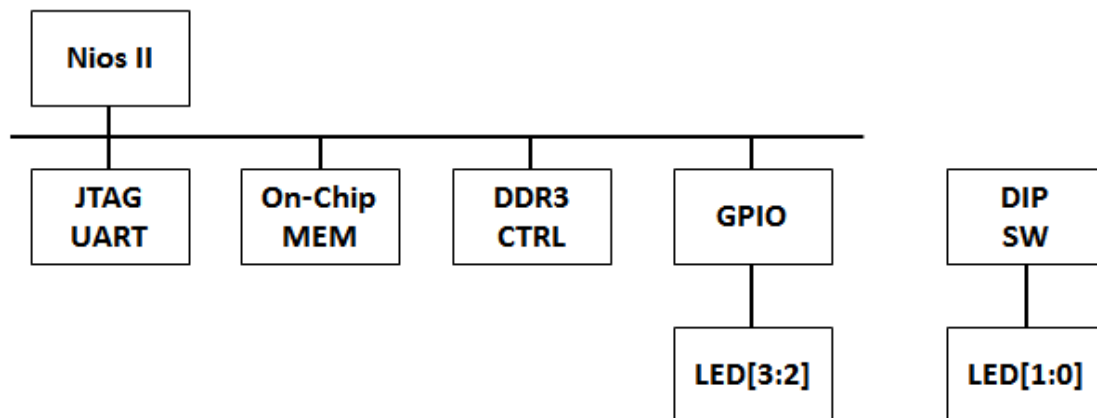 Nios II
JTAG
UART
On-Chip
MEM
DDR3
CTRL
GPIO
DIP
SW
LED[3:2]
LED[1:0]